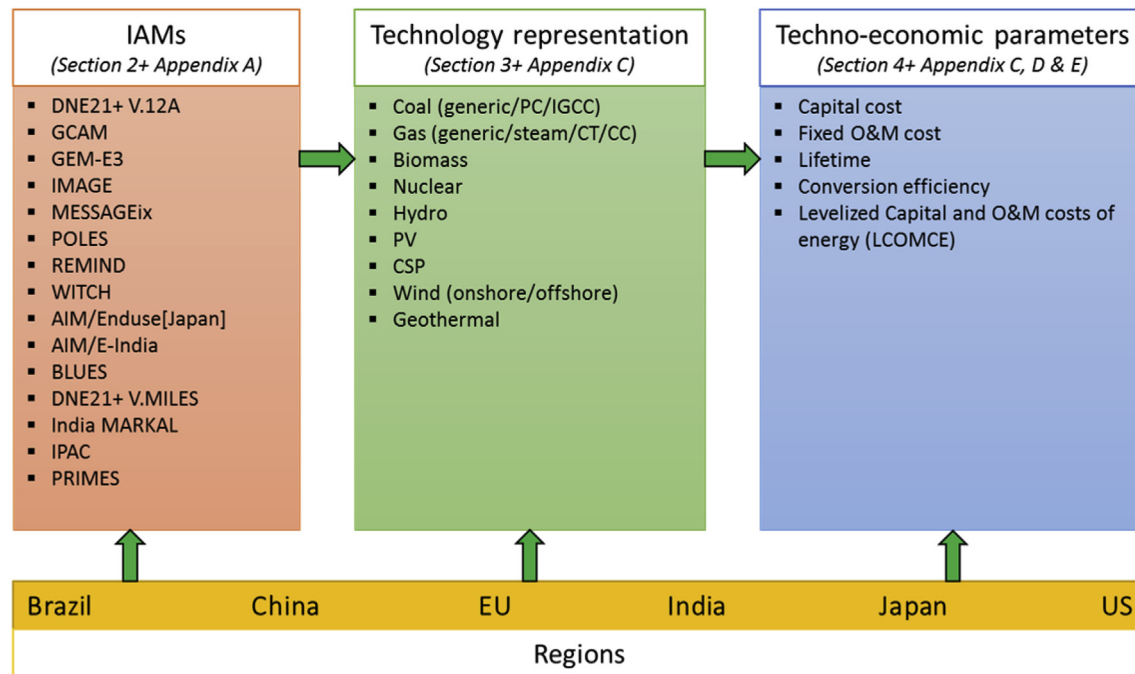 IAMs
(Section 2+ Appendix A)
▪ DNE21+ V.12A
▪ GCAM
▪ GEM-E3
▪ IMAGE
▪ MESSAGEix
▪ POLES
▪ REMIND
▪ WITCH
▪ AIM/Enduse[Japan]
▪ AIM/E-India
▪ BLUES
▪ DNE21+ V.MILES
▪ India MARKAL
▪ IPAC
▪ PRIMES
Technology representation
(Section 3+ Appendix C)
▪ Coal (generic/PC/IGCC)
▪ Gas (generic/steam/CT/CC)
▪ Biomass
▪ Nuclear
▪ Hydro
▪ PV
▪ CSP
▪ Wind (onshore/offshore)
▪ Geothermal
Techno-economic parameters
(Section 4+ Appendix C, D & E)
▪ Capital cost
▪ Fixed O&M cost
▪ Lifetime
▪ Conversion efficiency
▪ Levelized Capital and O&M costs of
energy (LCOMCE)
Brazil China EU India Japan US
Regions